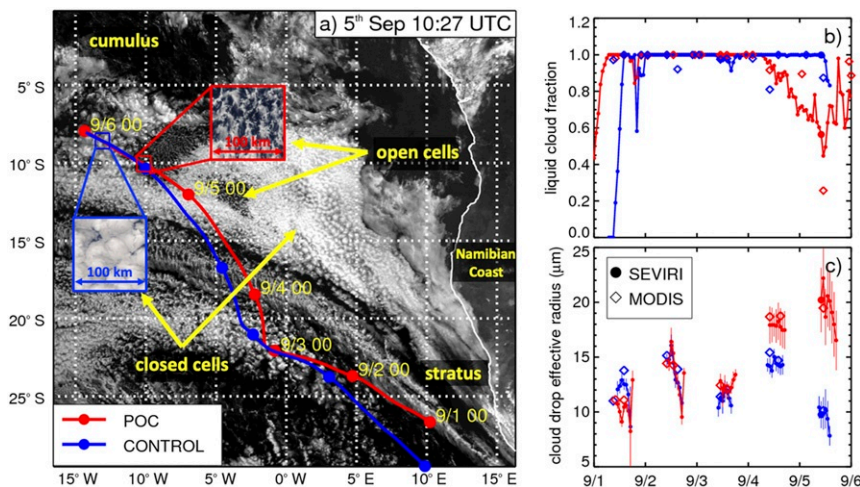 a) 5th Sep 10:27 UTC
cumulus
5° S
9/6 00
100 km
open cells
10° S
9/5 00
100 km
15° S
Namibian
Coast
9/4 00
20° S
closed cells
9/3 00
9/2 00
stratus
25° S
9/1 00
POC
CONTROL
15° W 10° W 5° W 0° W 5° E 10° E 15° E
b)
liquid cloud fraction
1.0
0.8
0.6
0.4
0.2
0.0
c)
SEVIRI
MODIS
cloud drop effective radius (μm)
25
20
15
10
5
9/1 9/2 9/3 9/4 9/5 9/6